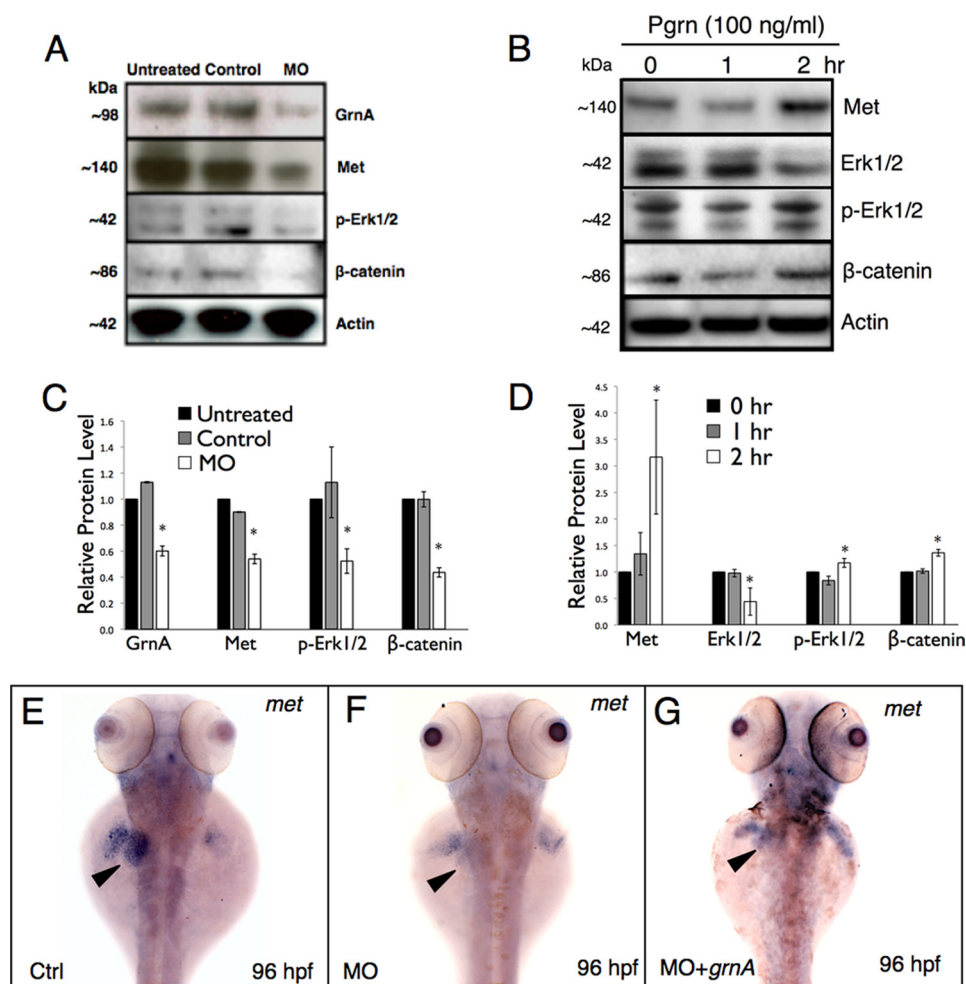 A
Untreated Control MO
kDa
~98 GrnA
~140 Met
~42 p-Erk1/2
~86 β-catenin
~42 Actin
B
Pgrn (100 ng/ml)
kDa 0 1 2 hr
~140 Met
~42 Erk1/2
~42 p-Erk1/2
~86 β-catenin
~42 Actin
C
Untreated
Control
MO
Relative Protein Level
1.6
1.4
1.2
1.0
0.8
0.6
0.4
0.2
0.0
* * * *
GrnA Met p-Erk1/2 β-catenin
D
0 hr
1 hr
2 hr
Relative Protein Level
4.5
4.0
3.5
3.0
2.5
2.0
1.5
1.0
0.5
0.0
* * * *
Met Erk1/2 p-Erk1/2 β-catenin
E met
Ctrl 96 hpf
F met
MO 96 hpf
G met
MO+grnA 96 hpf